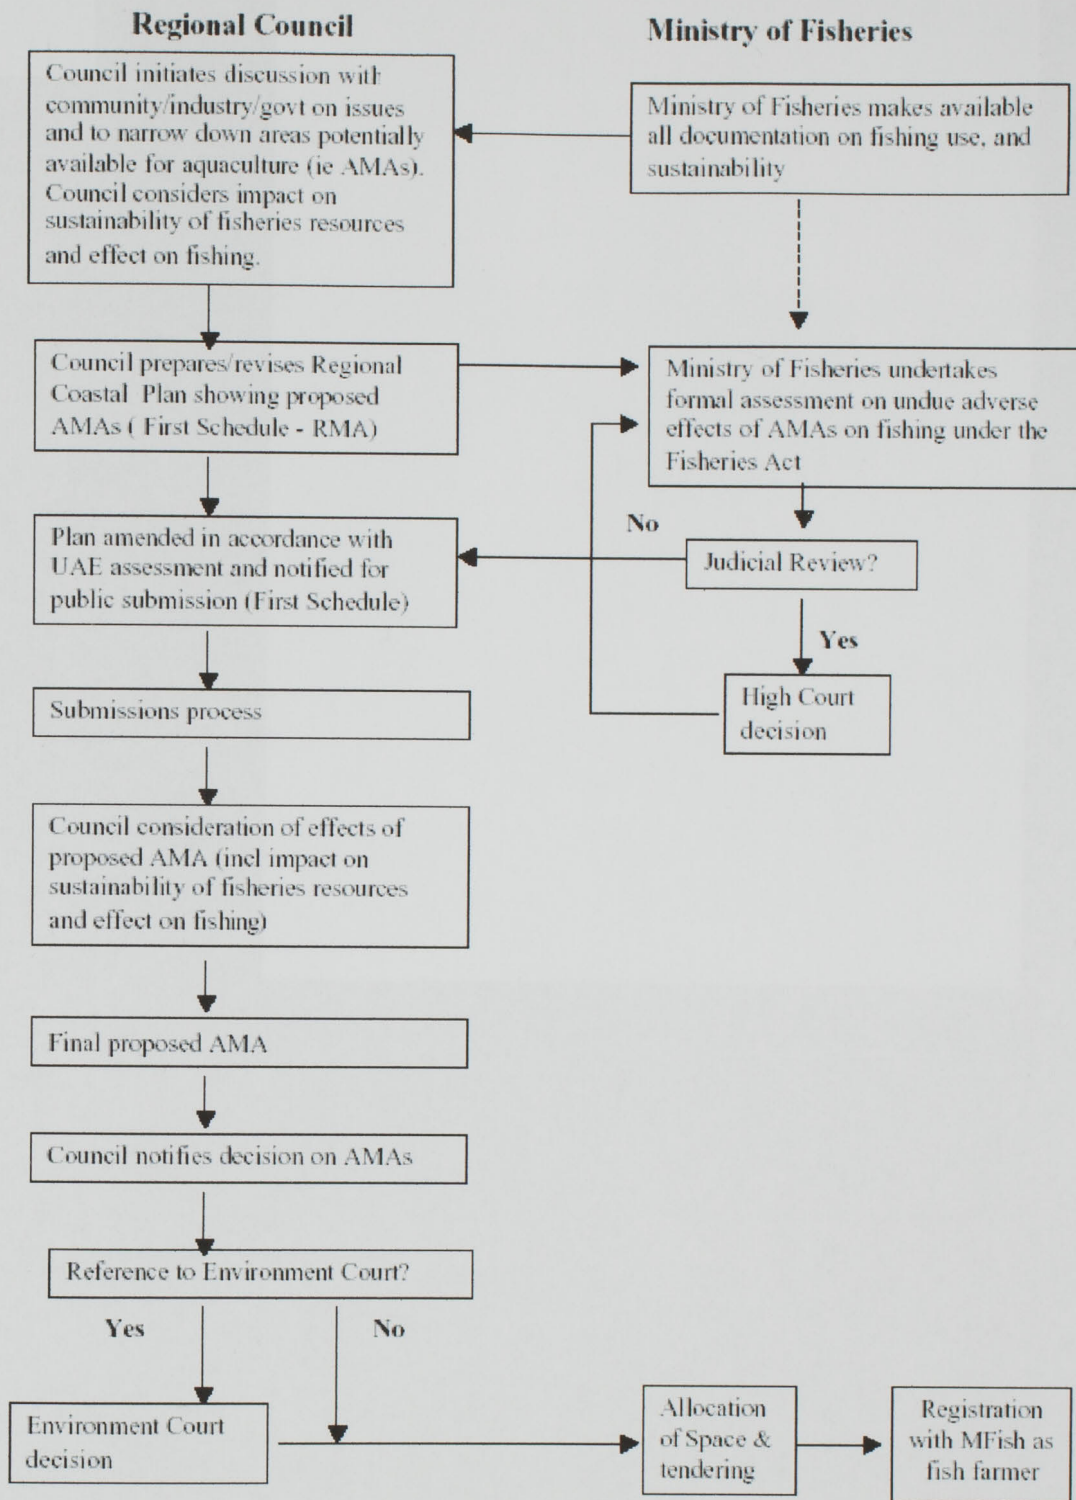 Regional Council
Ministry of Fisheries
Council initiates discussion with
community/industry/govt on issues
and to narrow down areas potentially
available for aquaculture (ie AMAs).
Council considers impact on
sustainability of fisheries resources
and effect on fishing.
Ministry of Fisheries makes available
all documentation on fishing use, and
sustainability
Council prepares/revises Regional
Coastal Plan showing proposed
AMAs ( First Schedule - RMA)
Ministry of Fisheries undertakes
formal assessment on undue adverse
effects of AMAs on fishing under the
Fisheries Act
Plan amended in accordance with
UAE assessment and notified for
public submission (First Schedule)
No
Judicial Review?
Yes
High Court
decision
Submissions process
Council consideration of effects of
proposed AMA (incl impact on
sustainability of fisheries resources
and effect on fishing)
Final proposed AMA
Council notifies decision on AMAs
Reference to Environment Court?
Yes
No
Environment Court
decision
Allocation
of Space &
tendering
Registration
with MFish as
fish farmer